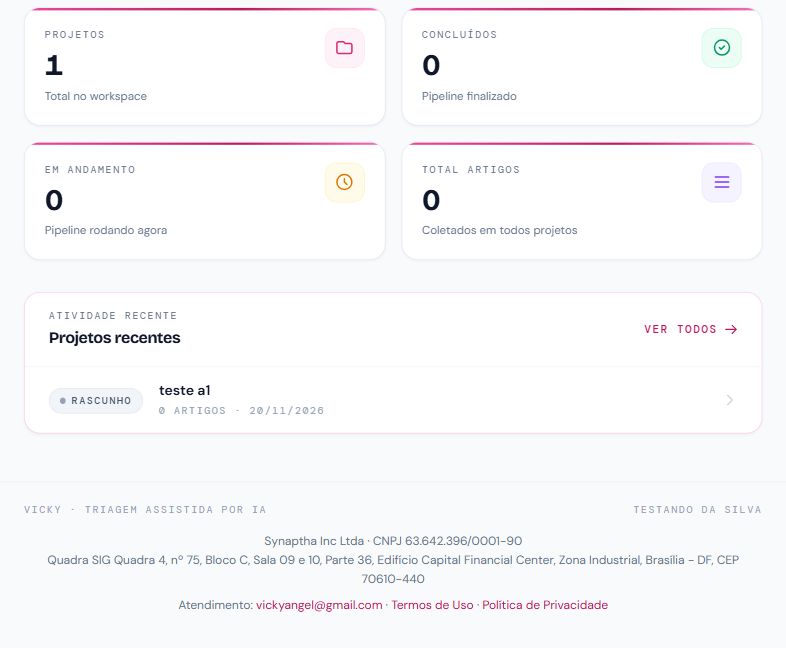 PROJETOS
1
Total no workspace
CONCLUÍDOS
0
Pipeline finalizado
EM ANDAMENTO
0
Pipeline rodando agora
TOTAL ARTIGOS
0
Coletados em todos projetos
ATIVIDADE RECENTE
Projetos recentes
VER TODOS →
RASCUNHO
teste a1
0 ARTIGOS · 20/11/2026
VICKY · TRIAGEM ASSISTIDA POR IA
TESTANDO DA SILVA
Synaptha Inc Ltda · CNPJ 63.642.396/0001-90
Quadra SIG Quadra 4, nº 75, Bloco C, Sala 09 e 10, Parte 36, Edifício Capital Financial Center, Zona Industrial, Brasília - DF, CEP
70610-440
Atendimento: vickyangel@gmail.com · Termos de Uso · Política de Privacidade